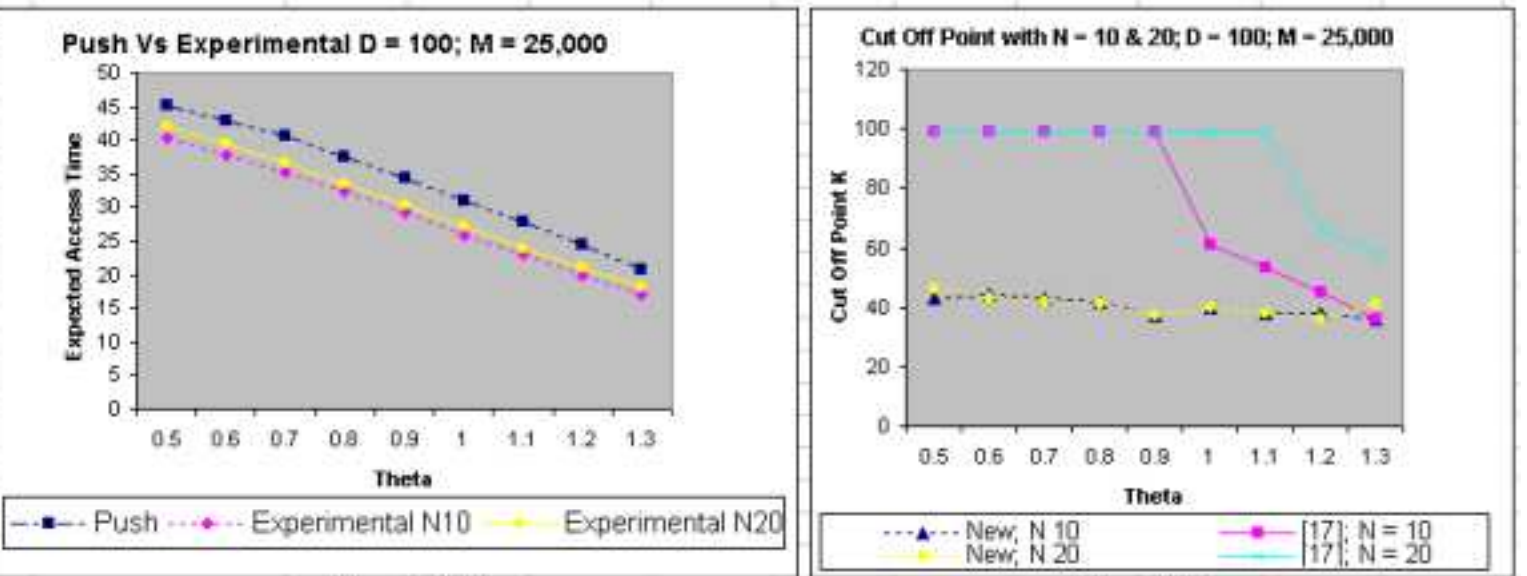 Push Vs Experimental D = 100; M = 25,000
50
45
40
35
30
25
20
15
10
5
0
Expected Access Time
0.5 0.6 0.7 0.8 0.9 1 1.1 1.2 1.3
Theta
Push Experimental N10 Experimental N20
Cut Off Point with N = 10 & 20; D = 100; M = 25,000
120
100
80
60
40
20
0
Cut Off Point K
0.5 0.6 0.7 0.8 0.9 1 1.1 1.2 1.3
Theta
New; N 10 [17]; N = 10
New; N 20 [17]; N = 20